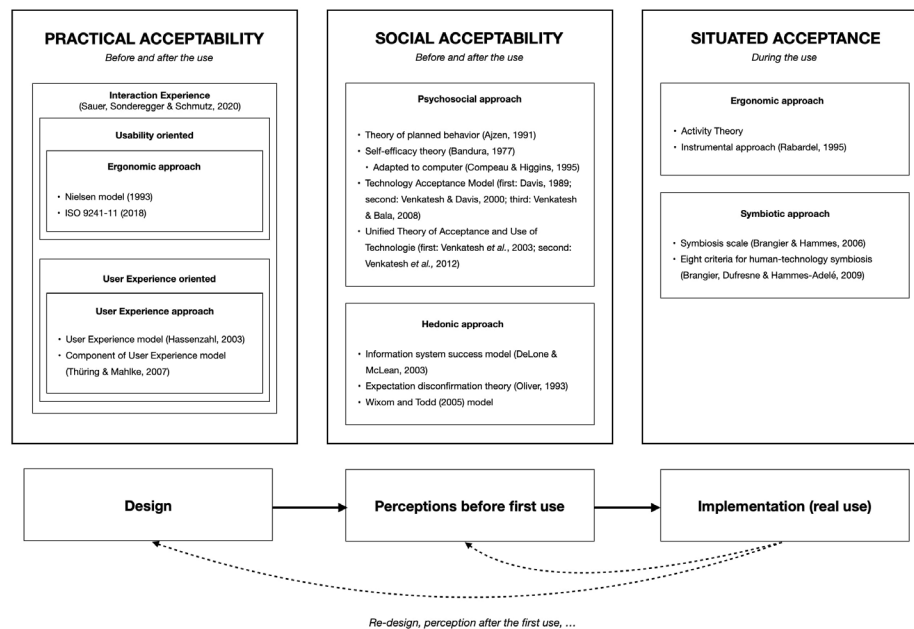 PRACTICAL ACCEPTABILITY
Before and after the use
Interaction Experience
(Sauer, Sonderegger & Schmutz, 2020)
Usability oriented
Ergonomic approach
• Nielsen model (1993)
• ISO 9241-11 (2018)
User Experience oriented
User Experience approach
• User Experience model (Hassenzahl, 2003)
• Component of User Experience model
(Thüring & Mahlke, 2007)
SOCIAL ACCEPTABILITY
Before and after the use
Psychosocial approach
• Theory of planned behavior (Ajzen, 1991)
• Self-efficacy theory (Bandura, 1977)
• Adapted to computer (Compeau & Higgins, 1995)
• Technology Acceptance Model (first: Davis, 1989;
second: Venkatesh & Davis, 2000; third: Venkatesh
& Bala, 2008)
• Unified Theory of Acceptance and Use of
Technologie (first: Venkatesh et al., 2003; second:
Venkatesh et al., 2012)
Hedonic approach
• Information system success model (DeLone &
McLean, 2003)
• Expectation disconfirmation theory (Oliver, 1993)
• Wixom and Todd (2005) model
SITUATED ACCEPTANCE
During the use
Ergonomic approach
• Activity Theory
• Instrumental approach (Rabardel, 1995)
Symbiotic approach
• Symbiosis scale (Brangier & Hammes, 2006)
• Eight criteria for human-technology symbiosis
(Brangier, Dufresne & Hammes-Adelé, 2009)
Design
Perceptions before first use
Implementation (real use)
Re-design, perception after the first use, …